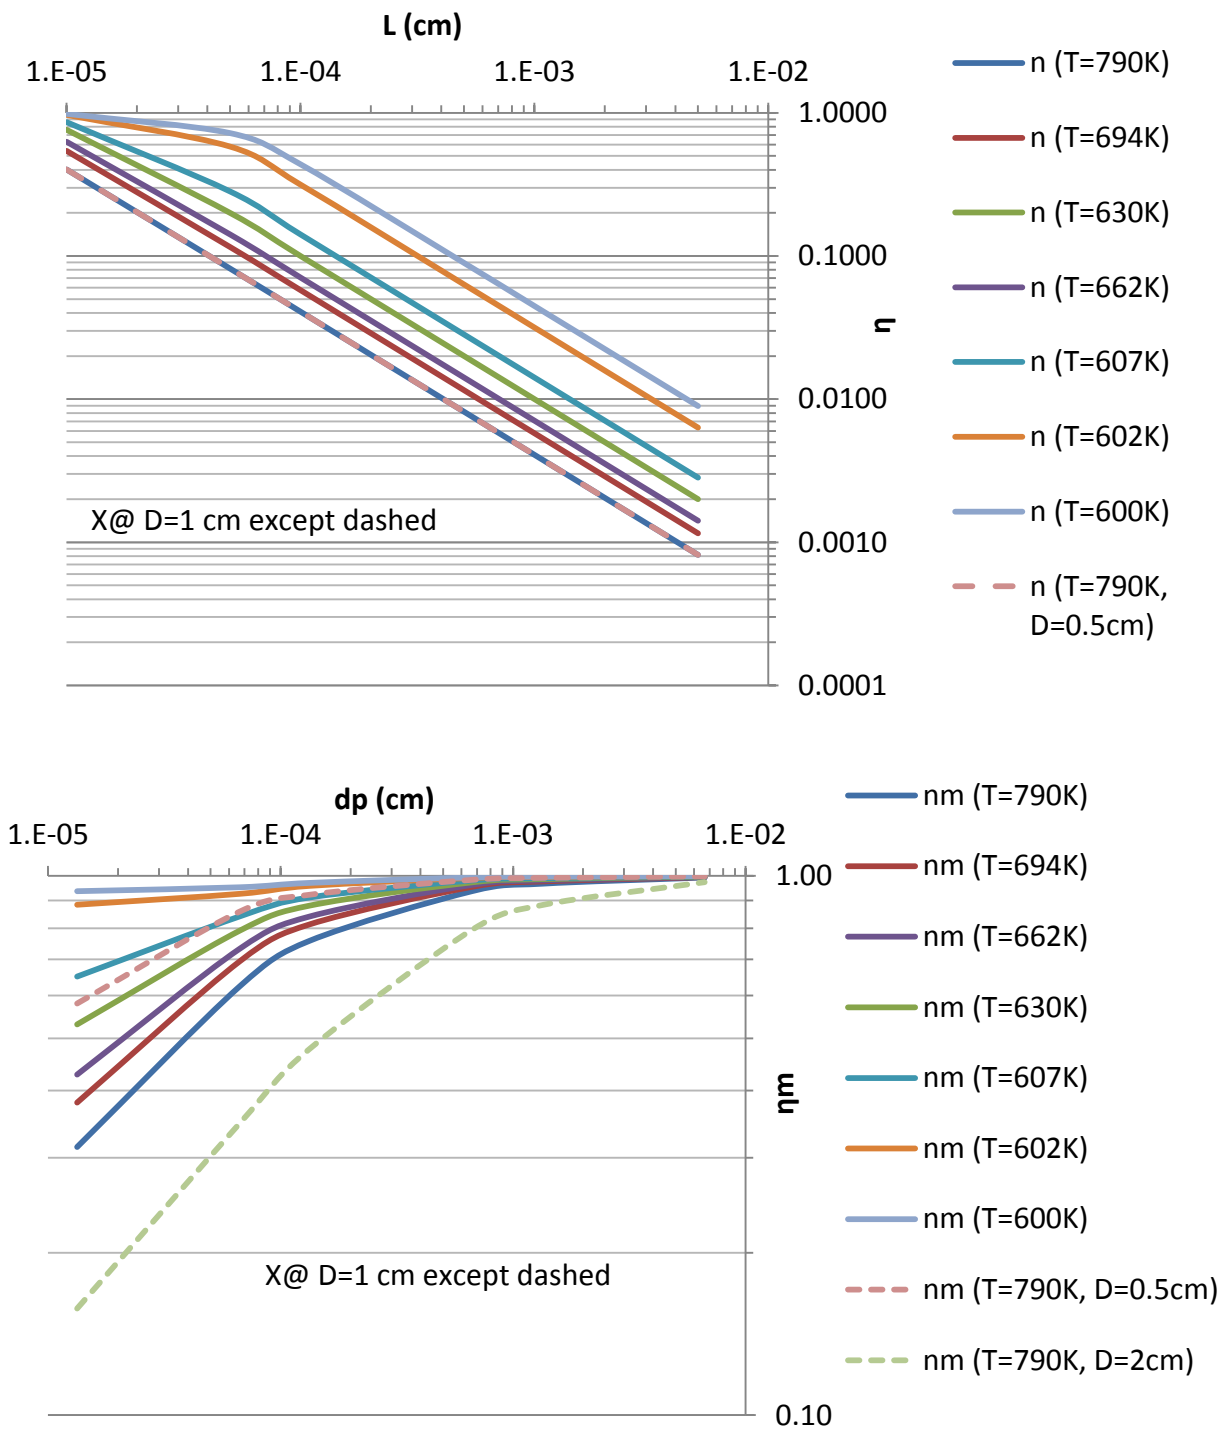 L (cm)
1.E-05 1.E-04 1.E-03 1.E-02
1.0000
0.1000
0.0100
0.0010
0.0001
η
X@ D=1 cm except dashed
n (T=790K)
n (T=694K)
n (T=630K)
n (T=662K)
n (T=607K)
n (T=602K)
n (T=600K)
n (T=790K,
D=0.5cm)
dp (cm)
1.E-05 1.E-04 1.E-03 1.E-02
1.00
0.10
ηm
X@ D=1 cm except dashed
nm (T=790K)
nm (T=694K)
nm (T=662K)
nm (T=630K)
nm (T=607K)
nm (T=602K)
nm (T=600K)
nm (T=790K, D=0.5cm)
nm (T=790K, D=2cm)